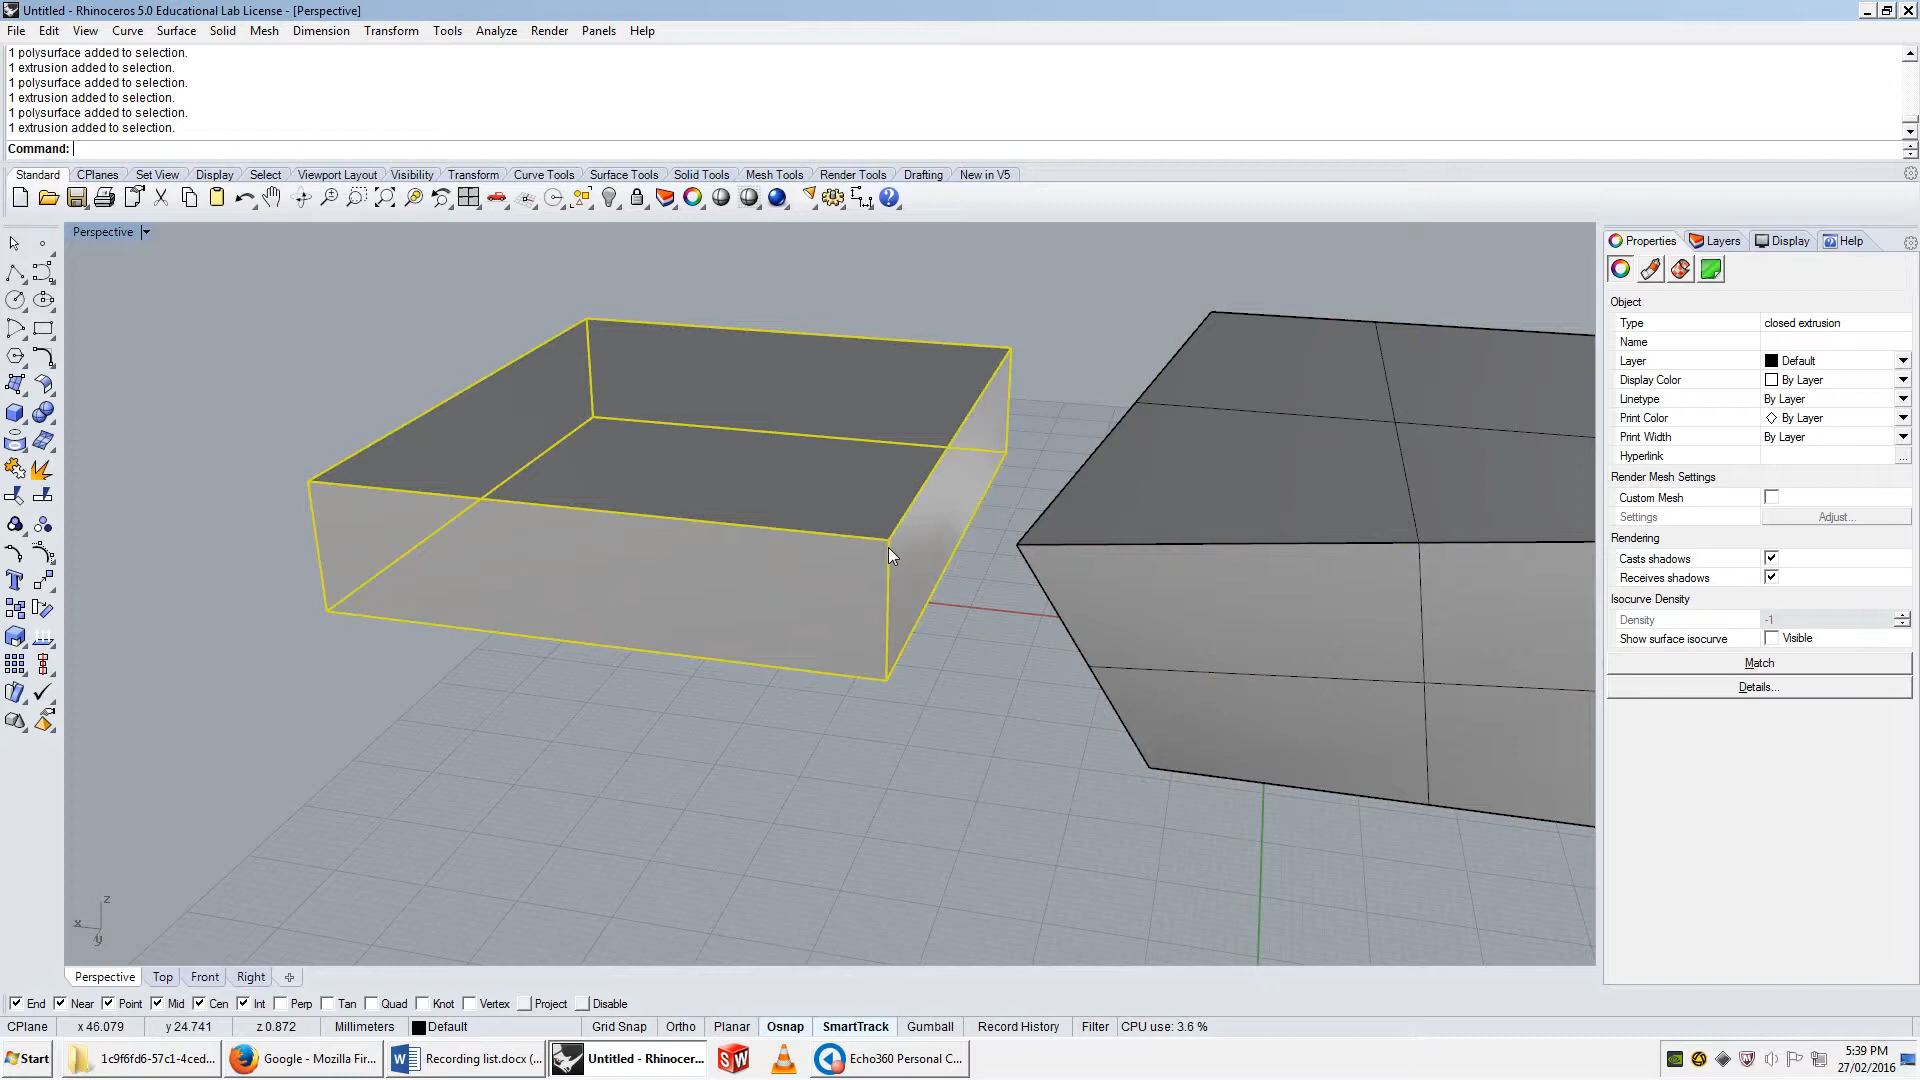 Untitled - Rhinoceros 5.0 Educational Lab License - [Perspective]
File Edit View Curve Surface Solid Mesh Dimension Transform Tools Analyze Render Panels Help
1 polysurface added to selection.
1 extrusion added to selection.
1 polysurface added to selection.
1 extrusion added to selection.
1 polysurface added to selection.
1 extrusion added to selection.
Command:
Standard CPlanes Set View Display Select Viewport Layout Visibility Transform Curve Tools Surface Tools Solid Tools Mesh Tools Render Tools Drafting New in V5
Perspective
Properties Layers Display Help
Object
Type closed extrusion
Name
Layer Default
Display Color By Layer
Linetype By Layer
Print Color By Layer
Print Width By Layer
Hyperlink ...
Render Mesh Settings
Custom Mesh
Settings Adjust...
Rendering
Casts shadows
Receives shadows
Isocurve Density
Density -1
Show surface isocurve Visible
Match
Details...
z
x
y
Perspective Top Front Right
End Near Point Mid Cen Int Perp Tan Quad Knot Vertex Project Disable
CPlane x 46.079 y 24.741 z 0.872 Millimeters Default Grid Snap Ortho Planar Osnap SmartTrack Gumball Record History Filter CPU use: 3.6 %
Start 1c9f6fd6-57c1-4ced... Google - Mozilla Fir... Recording list.docx (... Untitled - Rhinocer... SW Echo360 Personal C... 5:39 PM
27/02/2016